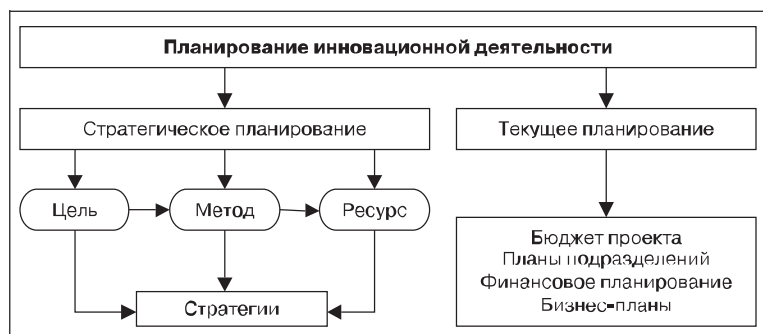 Планирование инновационной деятельности
Стратегическое планирование
Текущее планирование
Цель
Метод
Ресурс
Стратегии
Бюджет проекта
Планы подразделений
Финансовое планирование
Бизнес-планы